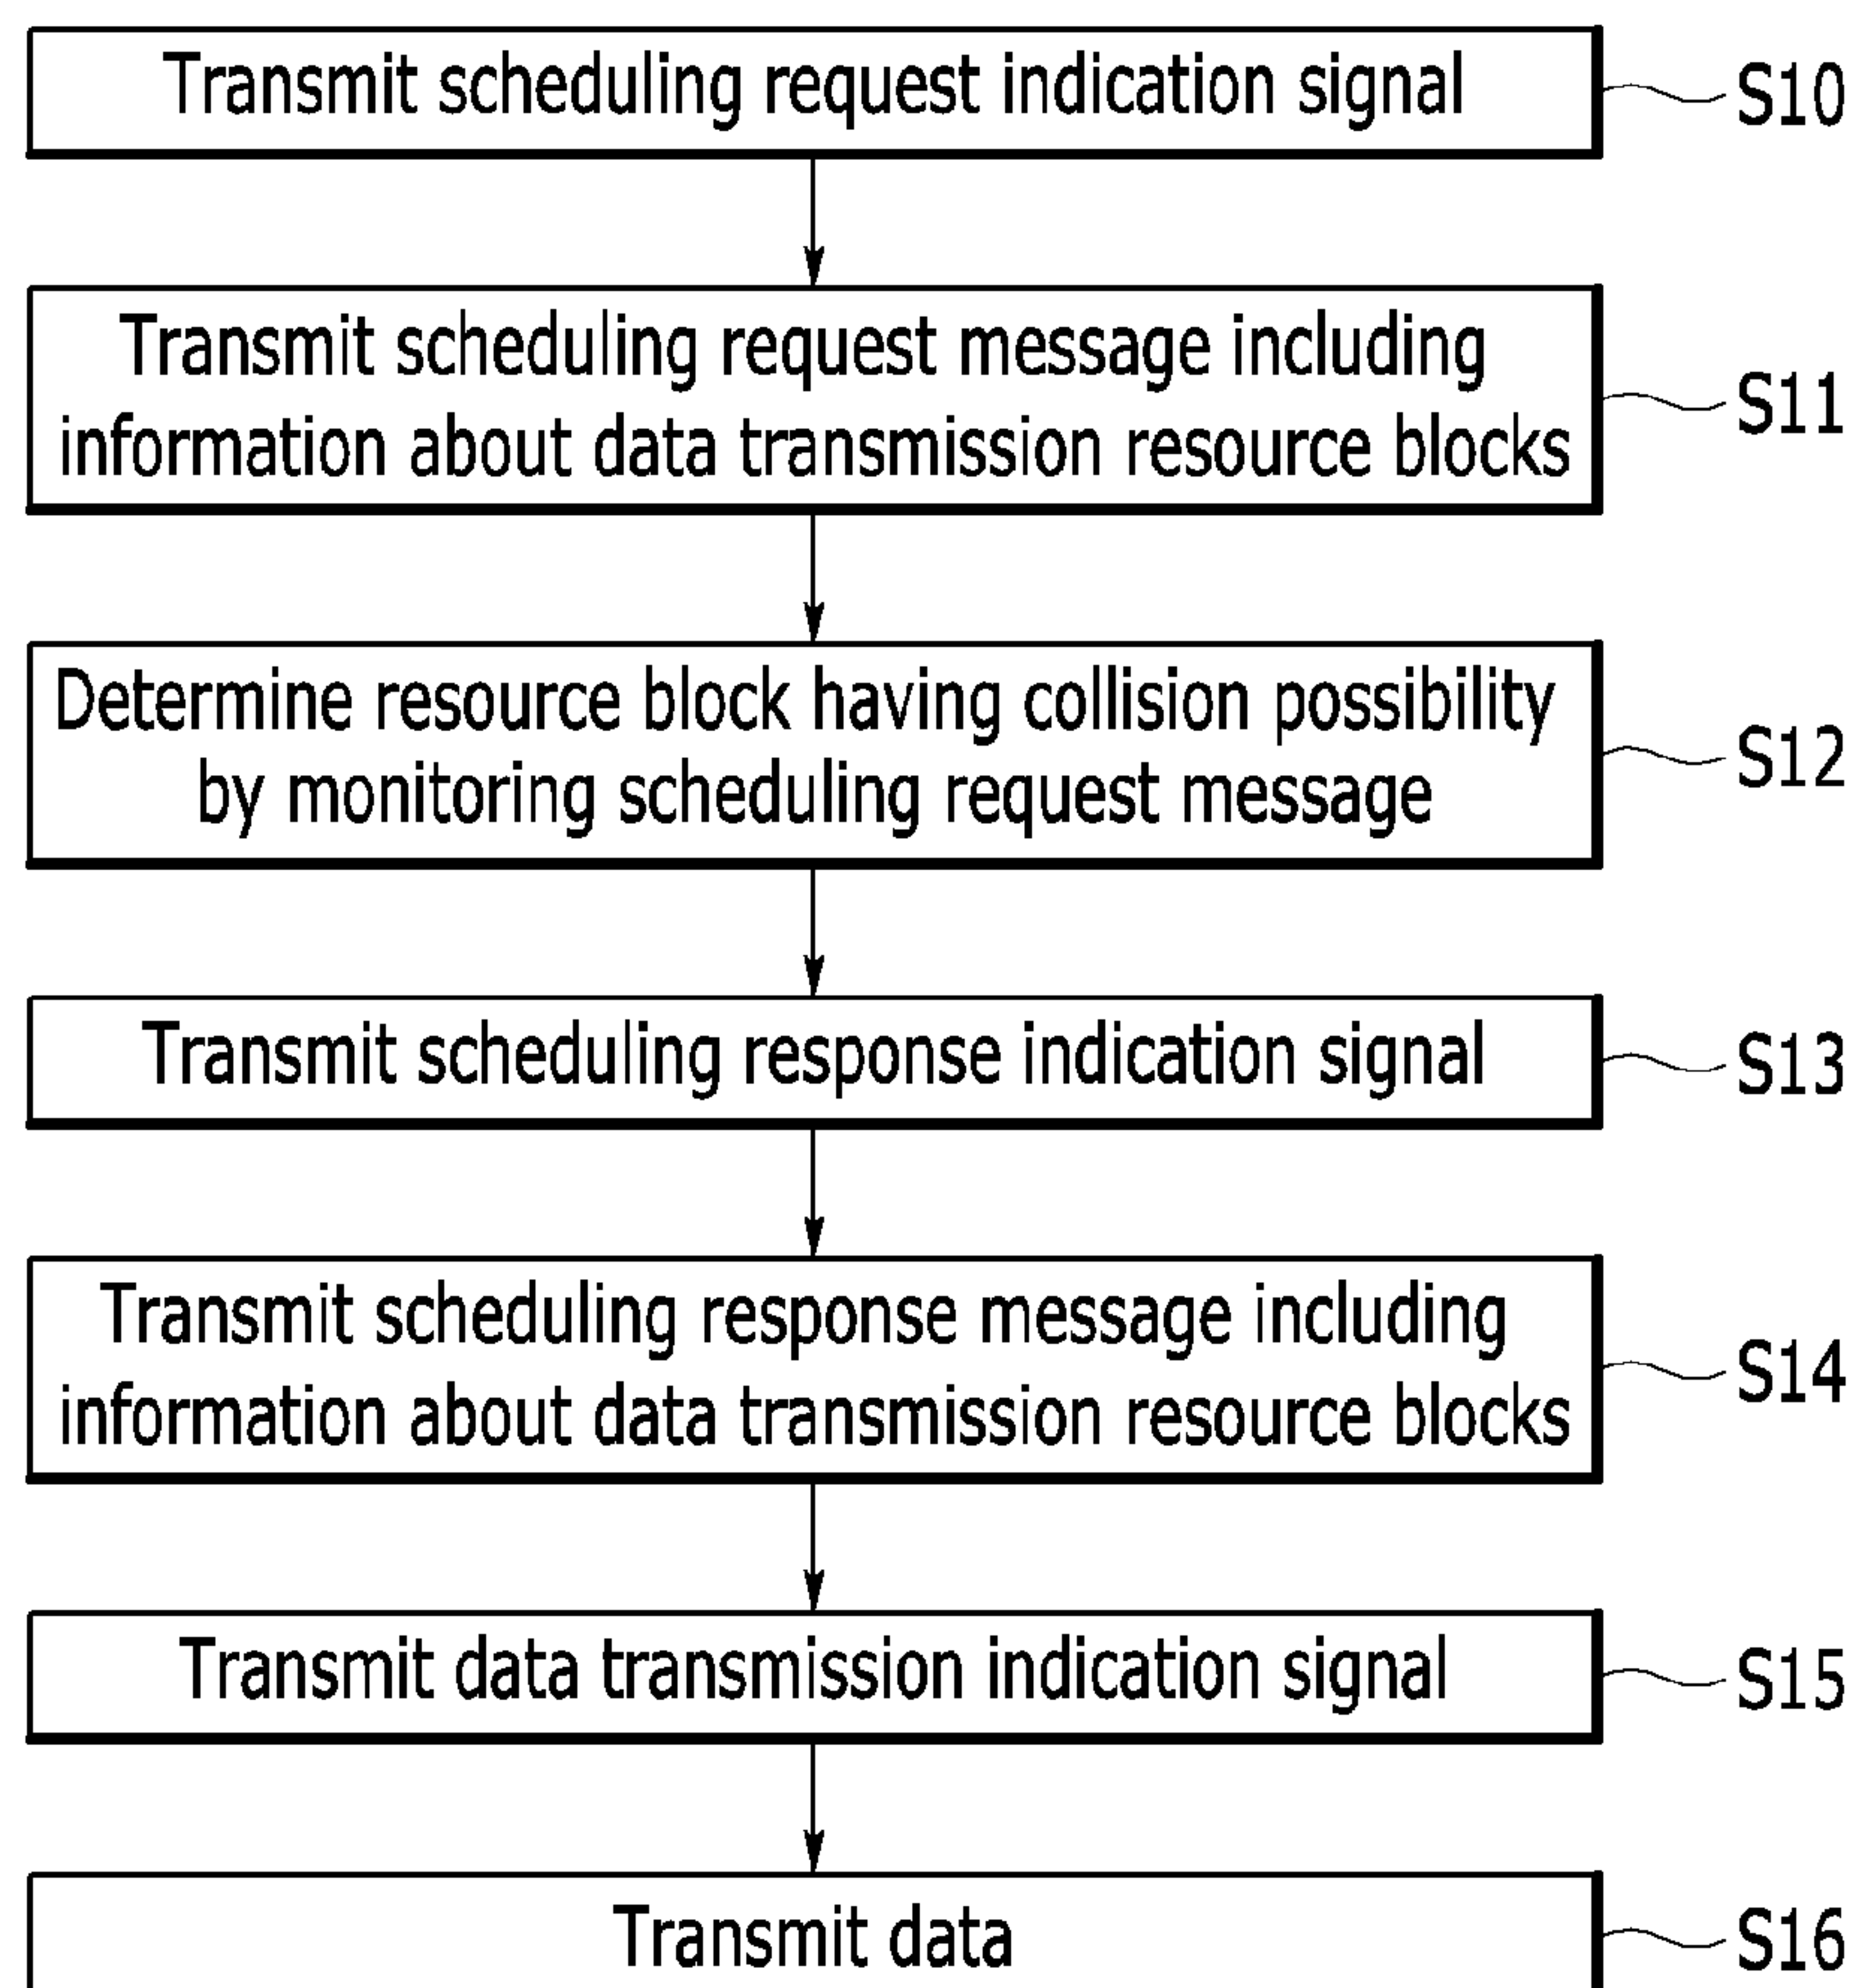 Transmit scheduling request indication signal
S10
Transmit scheduling request message including
information about data transmission resource blocks
S11
Determine resource block having collision possibility
by monitoring scheduling request message
S12
Transmit scheduling response indication signal
S13
Transmit scheduling response message including
information about data transmission resource blocks
S14
Transmit data transmission indication signal
S15
Transmit data
S16